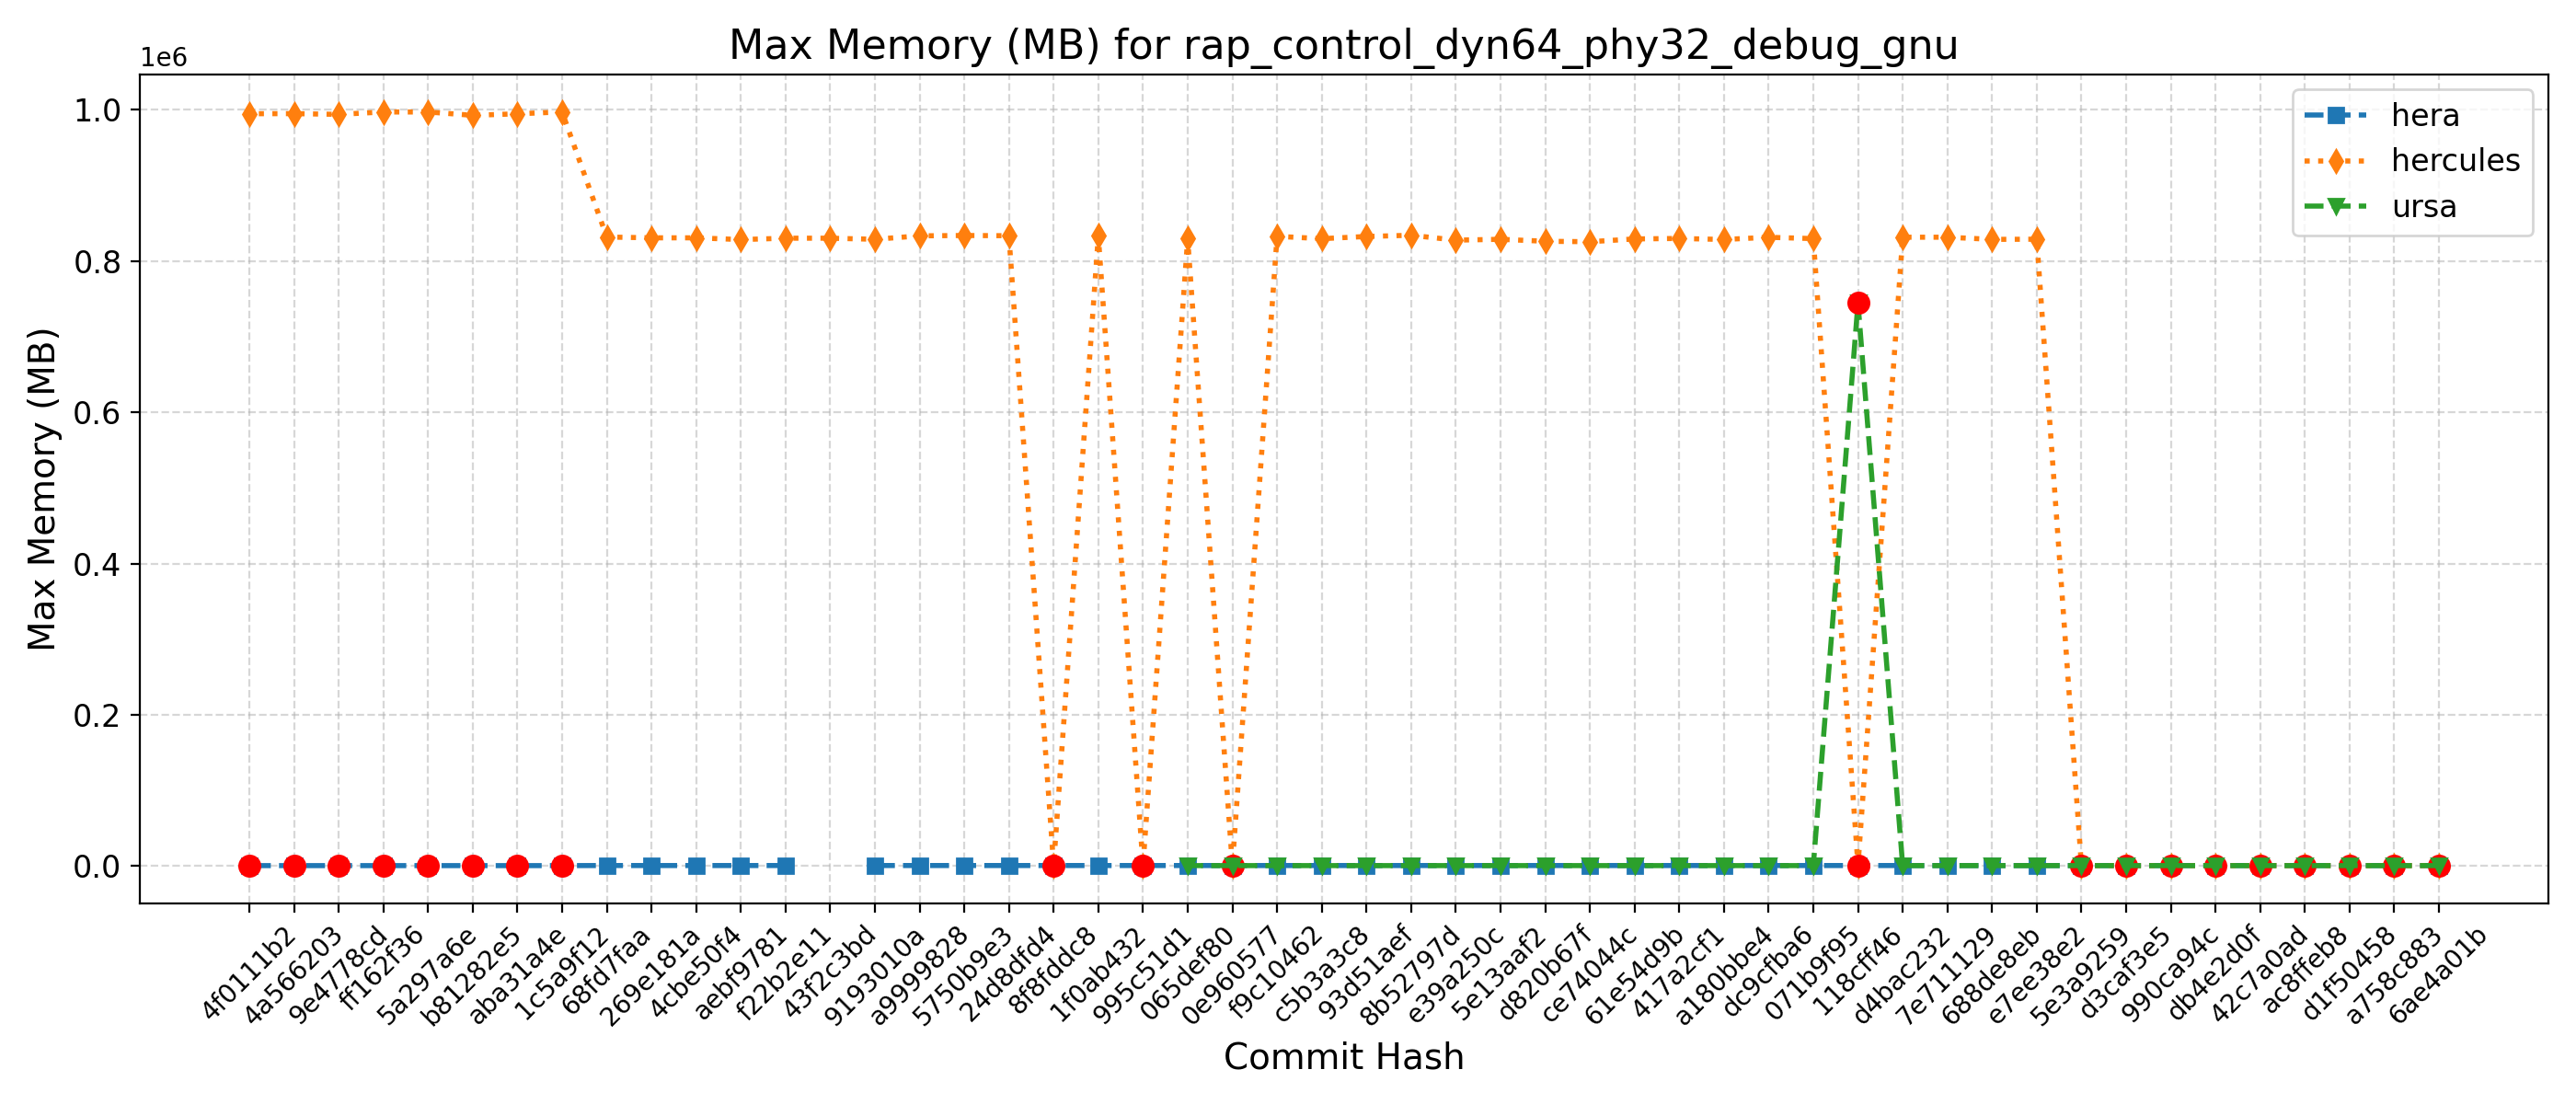 Max Memory (MB) for rap_control_dyn64_phy32_debug_gnu
1e6
1.0
0.8
0.6
0.4
0.2
0.0
Max Memory (MB)
hera
hercules
ursa
4f0111b2
4a566203
9e4778cd
ff162f36
5a297a6e
b81282e5
aba31a4e
1c5a9f12
68fd7faa
269e181a
4cbe50f4
aebf9781
f22b2e11
43f2c3bd
9193010a
a9999828
5750b9e3
24d8dfd4
8f8fddc8
1f0ab432
995c51d1
065def80
0e960577
f9c10462
c5b3a3c8
93d51aef
8b52797d
e39a250c
5e13aaf2
d820b67f
ce74044c
61e54d9b
417a2cf1
a180bbe4
dc9cfba6
071b9f95
118cff46
d4bac232
7e711129
688de8eb
e7ee38e2
5e3a9259
d3caf3e5
990ca94c
db4e2d0f
42c7a0ad
ac8ffeb8
d1f50458
a758c883
6ae4a01b
Commit Hash